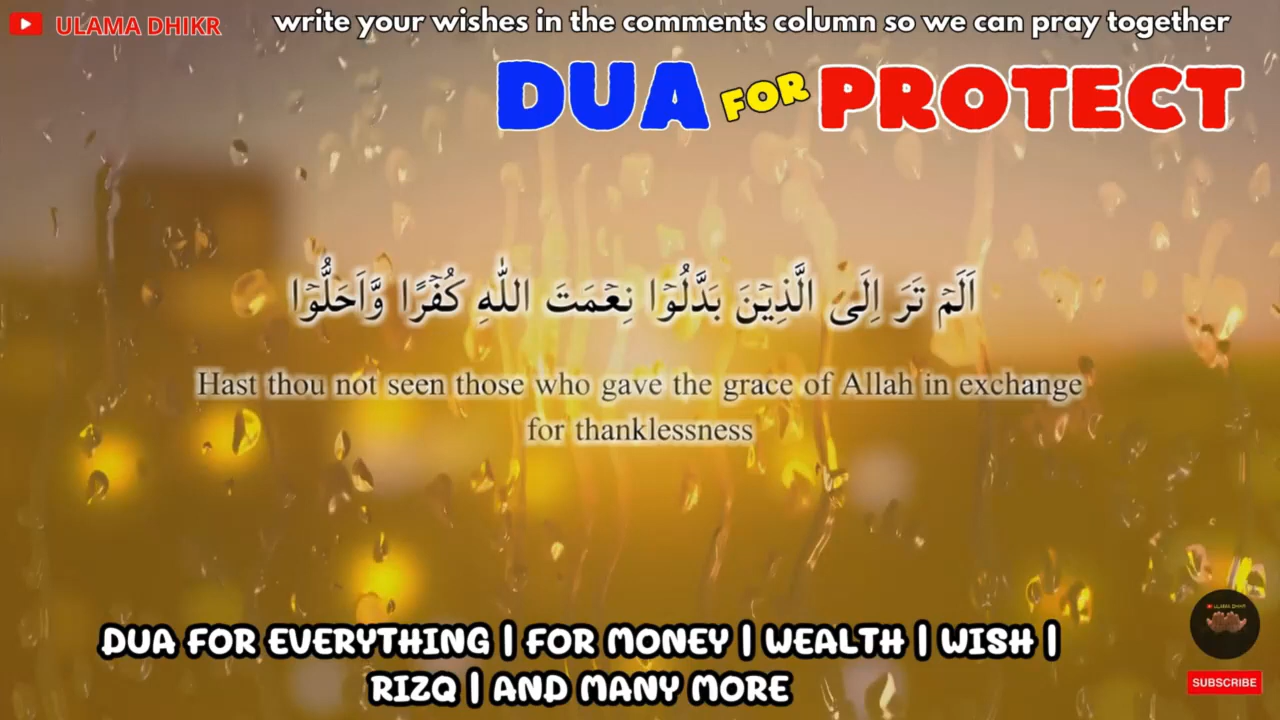 ULAMA DHIKR
write your wishes in the comments column so we can pray together
DUA FOR PROTECT
اَلَمۡ تَرَ اِلَى الَّذِيۡنَ بَدَّلُوۡا نِعۡمَتَ اللّٰهِ كُفۡرًا وَّاَحَلُّوۡا
Hast thou not seen those who gave the grace of Allah in exchange
for thanklessness
DUA FOR EVERYTHING | FOR MONEY | WEALTH | WISH |
RIZQ | AND MANY MORE
ULAMA DHIKR
SUBSCRIBE